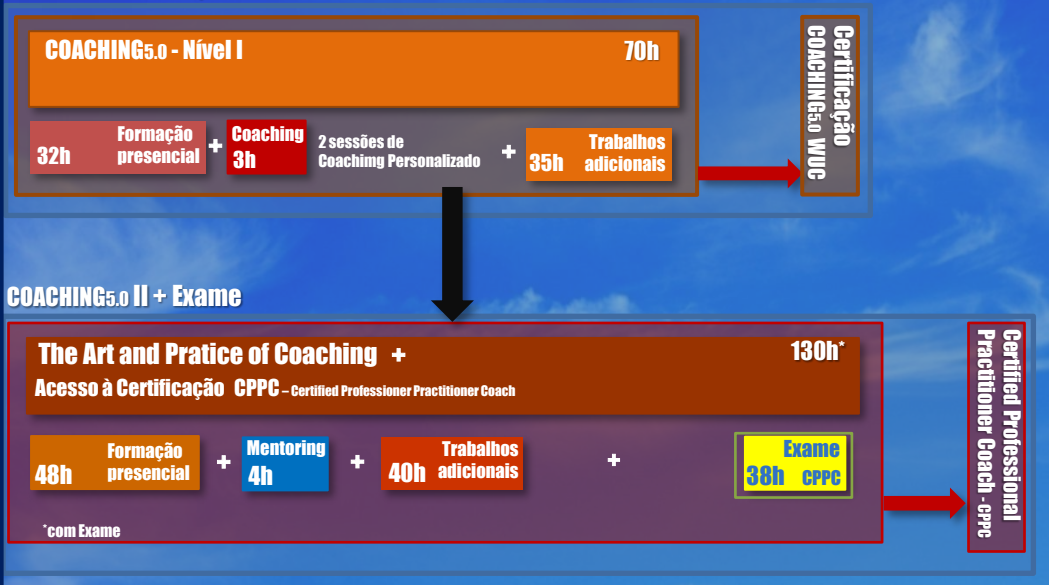 COACHING5.0 - Nível I
70h
32h
Formação
presencial
+
Coaching
3h
2 sessões de
Coachimg Personalizado
+
35h
Trabalhos
adicionais
Certificação
COACHING5.0 WUC
COACHING5.0 II + Exame
The Art and Pratice of Coaching +
130h*
Acesso à Certificação CPPC – Certified Professioner Practitioner Coach
48h
Formação
presencial
+
Mentoring
4h
+
40h
Trabalhos
adicionais
+
Exame
38h CPPC
*com Exame
Certified Professional
Practitioner Coach - CPPC